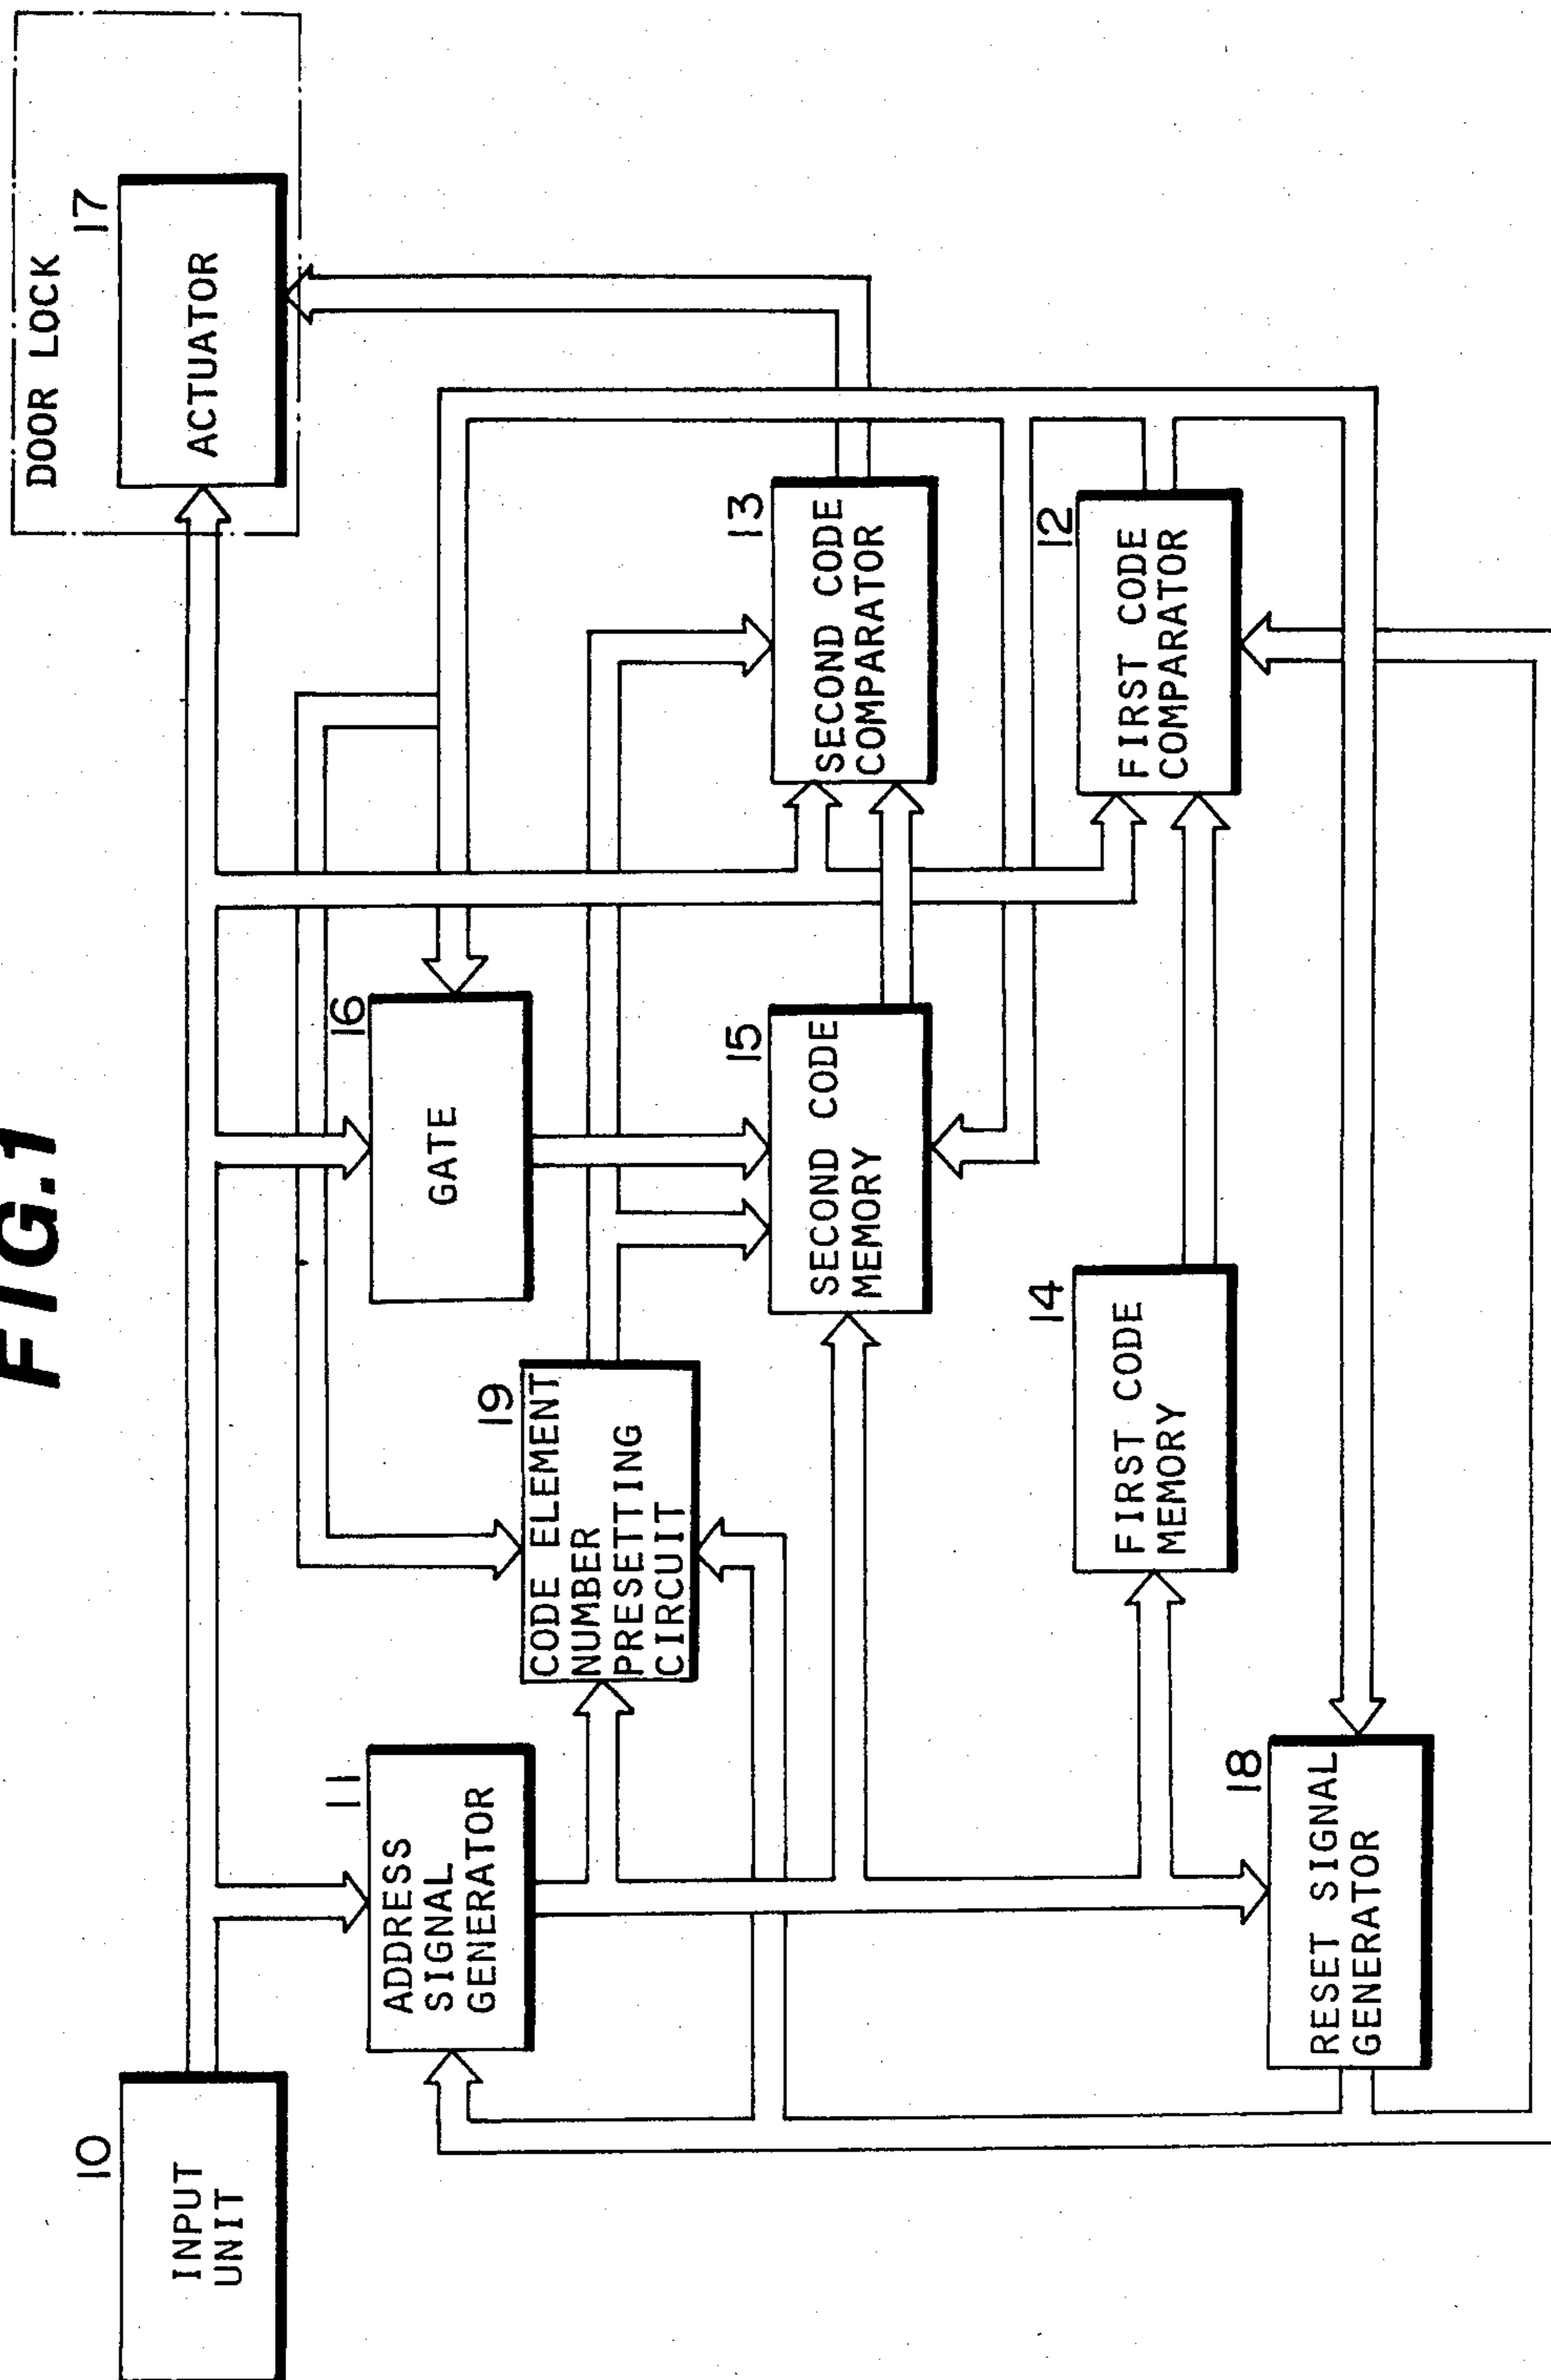 FIG.1
10
INPUT
UNIT
11
ADDRESS
SIGNAL
GENERATOR
19
CODE ELEMENT
NUMBER
PRESETTING
CIRCUIT
16
GATE
DOOR LOCK
17
ACTUATOR
15
SECOND CODE
MEMORY
13
SECOND CODE
COMPARATOR
14
FIRST CODE
MEMORY
12
FIRST CODE
COMPARATOR
18
RESET SIGNAL
GENERATOR